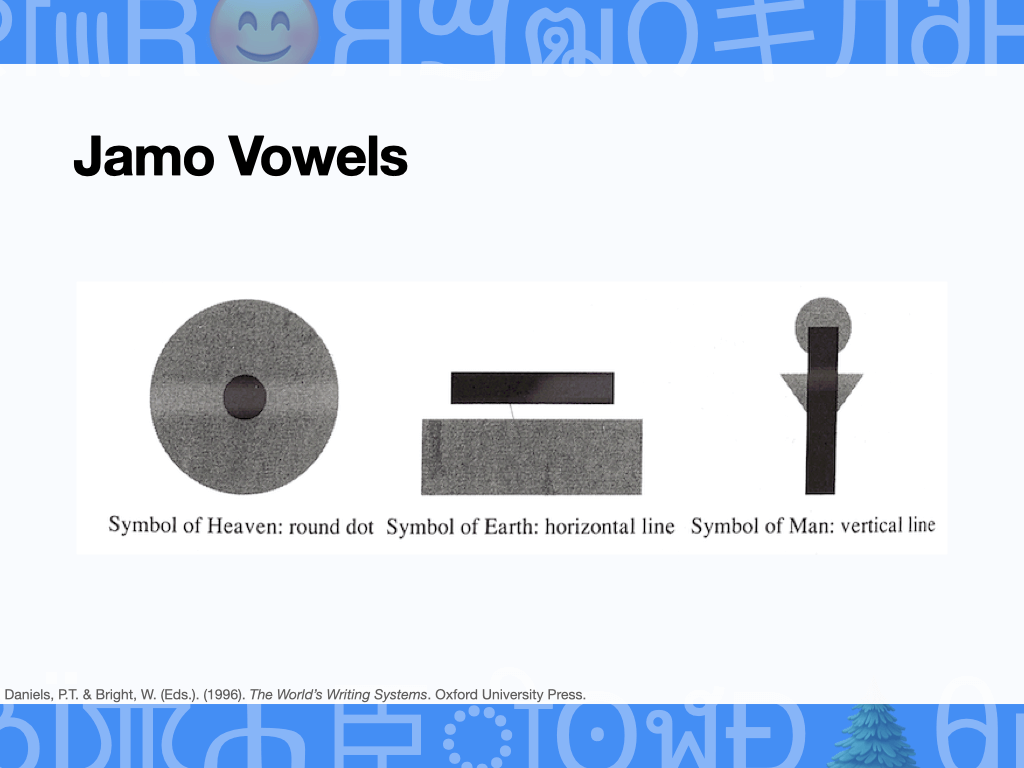 Jamo Vowels
Symbol of Heaven: round dot Symbol of Earth: horizontal line Symbol of Man: vertical line
Daniels, P.T. & Bright, W. (Eds.). (1996). The World's Writing Systems. Oxford University Press.